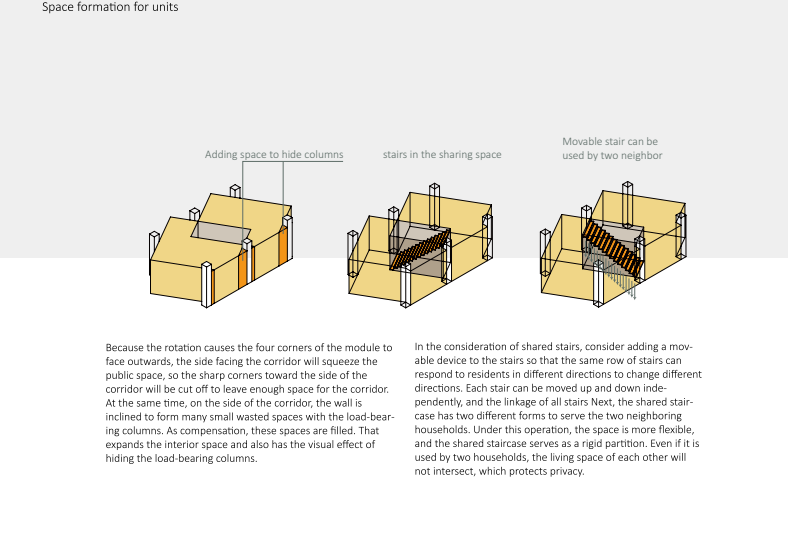 Space formation for units
Adding space to hide columns
stairs in the sharing space
Movable stair can be
used by two neighbor
Because the rotation causes the four corners of the module to
face outwards, the side facing the corridor will squeeze the
public space, so the sharp corners toward the side of the
corridor will be cut off to leave enough space for the corridor.
At the same time, on the side of the corridor, the wall is
inclined to form many small wasted spaces with the load-bear-
ing columns. As compensation, these spaces are filled. That
expands the interior space and also has the visual effect of
hiding the load-bearing columns.
In the consideration of shared stairs, consider adding a mov-
able device to the stairs so that the same row of stairs can
respond to residents in different directions to change different
directions. Each stair can be moved up and down inde-
pendently, and the linkage of all stairs Next, the shared stair-
case has two different forms to serve the two neighboring
households. Under this operation, the space is more flexible,
and the shared staircase serves as a rigid partition. Even if it is
used by two households, the living space of each other will
not intersect, which protects privacy.